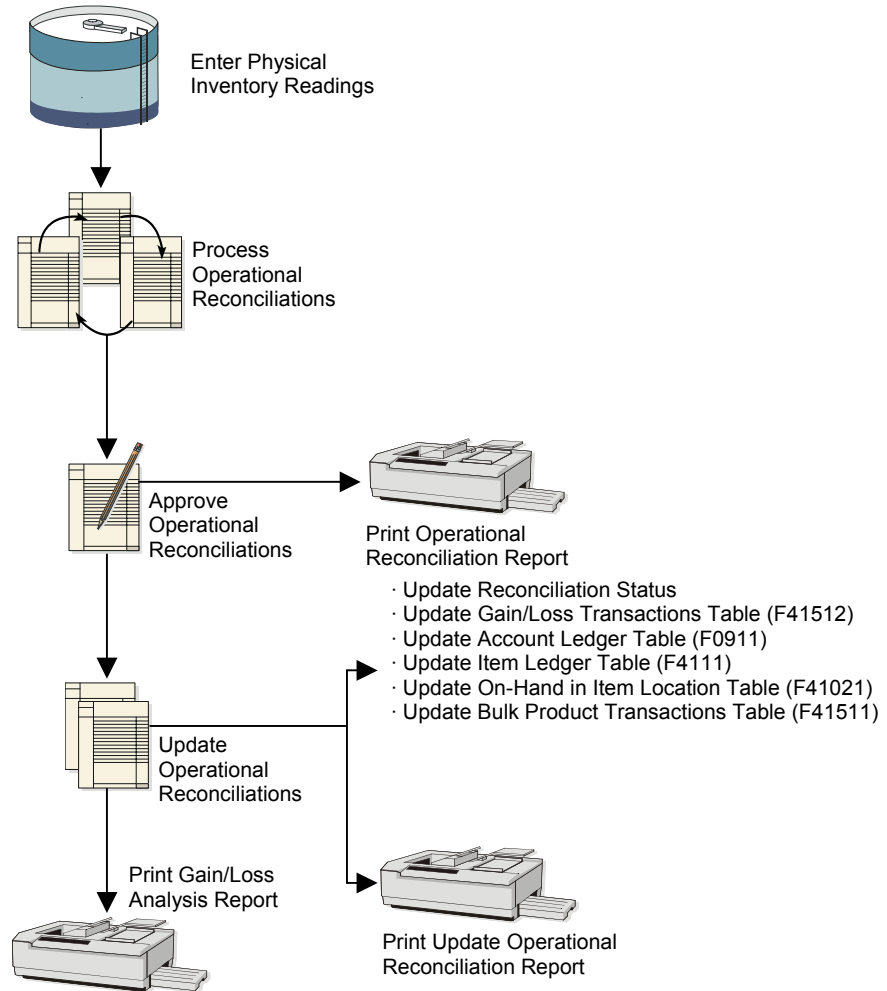 Enter Physical
Inventory Readings
Process
Operational
Reconciliations
Approve
Operational
Reconciliations
Print Operational
Reconciliation Report
· Update Reconciliation Status
· Update Gain/Loss Transactions Table (F41512)
· Update Account Ledger Table (F0911)
· Update Item Ledger Table (F4111)
· Update On-Hand in Item Location Table (F41021)
· Update Bulk Product Transactions Table (F41511)
Update
Operational
Reconciliations
Print Gain/Loss
Analysis Report
Print Update Operational
Reconciliation Report